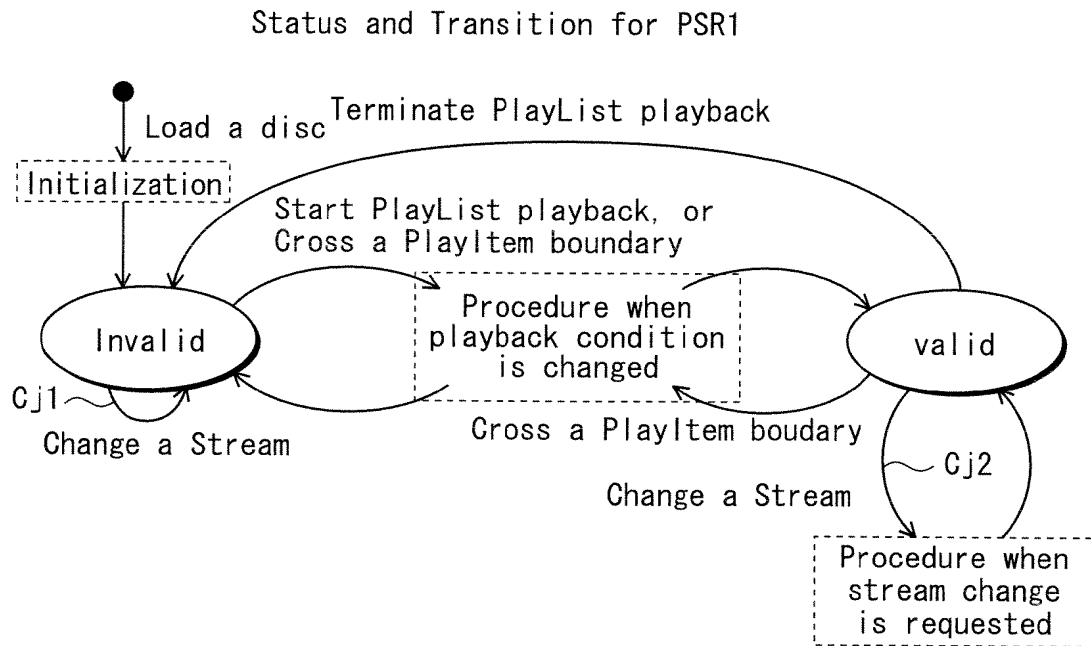 Status and Transition for PSR1
Load a disc
Terminate PlayList playback
Initialization
Start PlayList playback, or
Cross a PlayItem boundary
Invalid
Procedure when
playback condition
is changed
valid
Cj1
Change a Stream
Cross a PlayItem boudary
Cj2
Change a Stream
Procedure when
stream change
is requested